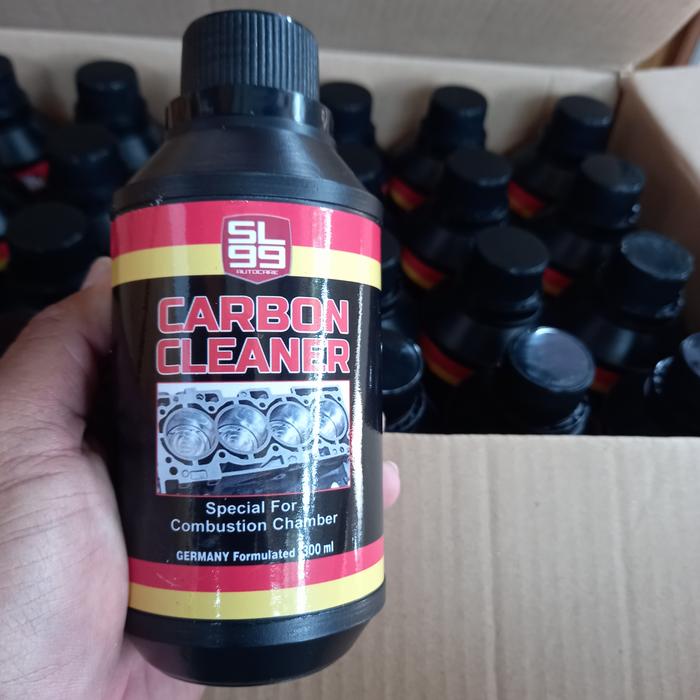 SL
99
AUTOCARE
CARBON
CLEANER
Special For
Combustion Chamber
GERMANY Formulated 300 ml